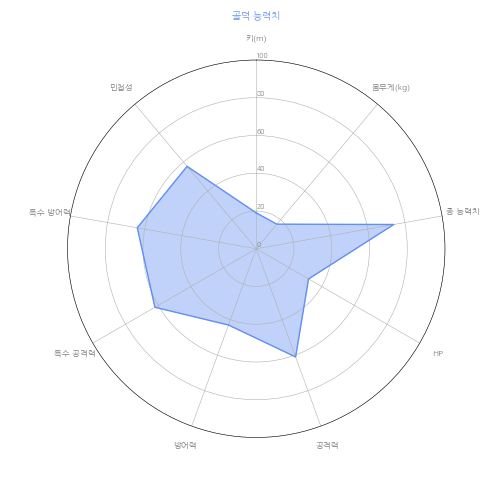 골덕 능력치
키(m)
몸무게(kg)
총 능력치
HP
공격력
방어력
특수 공격력
특수 방어력
민첩성
100
80
60
40
20
0